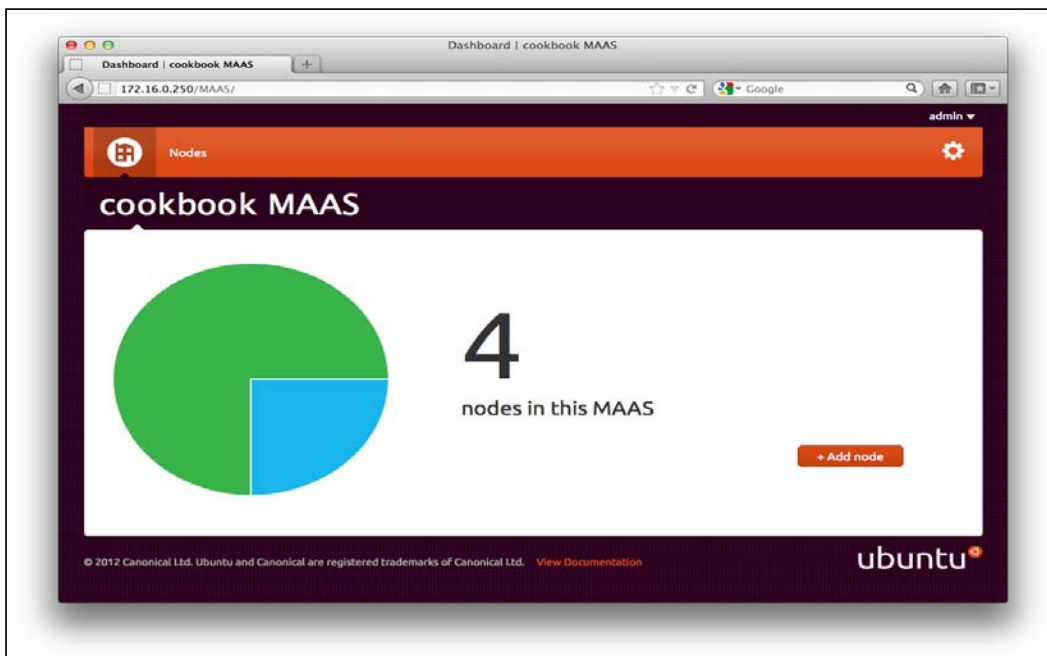 Dashboard | cookbook MAAS
Dashboard | cookbook MAAS
172.16.0.250/MAAS/
Google
admin
Nodes
cookbook MAAS
4
nodes in this MAAS
+ Add node
© 2012 Canonical Ltd. Ubuntu and Canonical are registered trademarks of Canonical Ltd. View Documentation
ubuntu